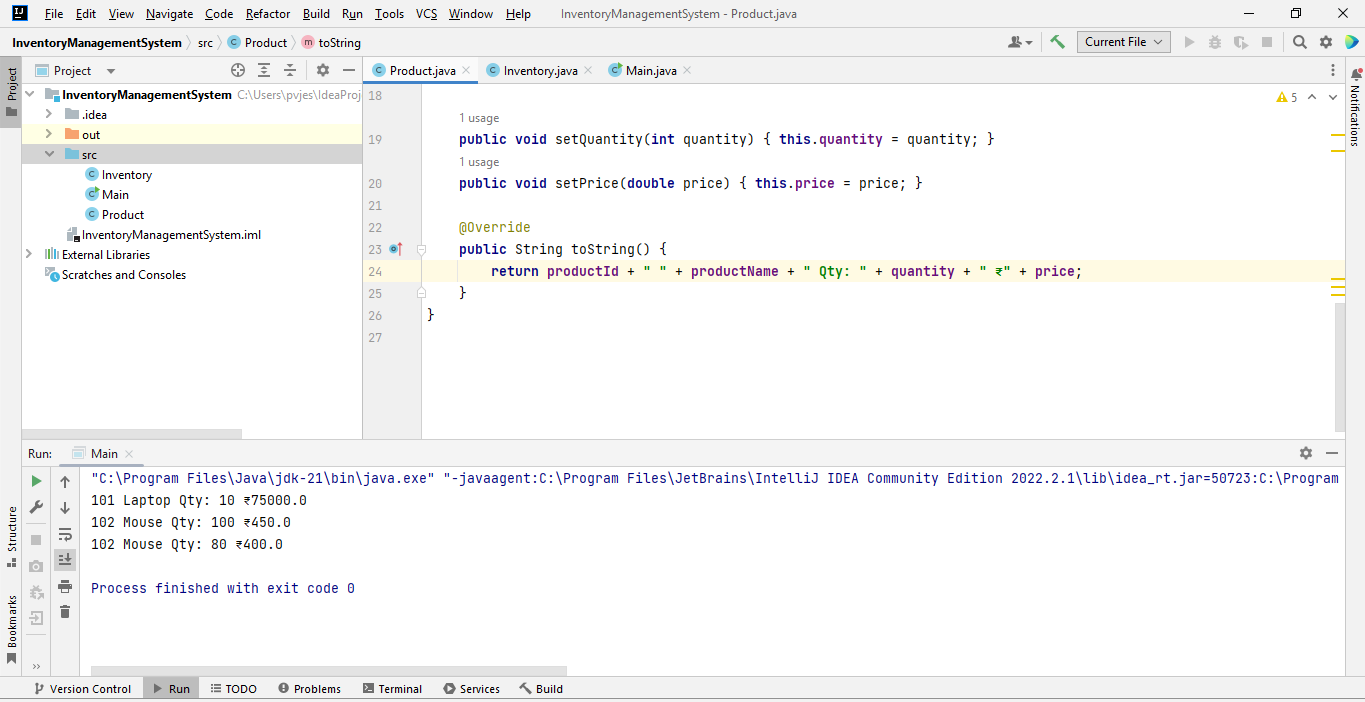 File Edit View Navigate Code Refactor Build Run Tools VCS Window Help InventoryManagementSystem - Product.java
InventoryManagementSystem src Product toString Current File
Project
Project
Product.java Inventory.java Main.java
Notifications
InventoryManagementSystem C:\Users\pvjes\IdeaProj
.idea
out
src
Inventory
Main
Product
InventoryManagementSystem.iml
External Libraries
Scratches and Consoles
18
5
1 usage
19 public void setQuantity(int quantity) { this.quantity = quantity; }
1 usage
20 public void setPrice(double price) { this.price = price; }
21
22 @Override
23 public String toString() {
24 return productId + " " + productName + " Qty: " + quantity + " ₹" + price;
25 }
26 }
27
Run: Main
"C:\Program Files\Java\jdk-21\bin\java.exe" "-javaagent:C:\Program Files\JetBrains\IntelliJ IDEA Community Edition 2022.2.1\lib\idea_rt.jar=50723:C:\Program
101 Laptop Qty: 10 ₹75000.0
102 Mouse Qty: 100 ₹450.0
102 Mouse Qty: 80 ₹400.0
Process finished with exit code 0
Structure
Bookmarks
Version Control Run TODO Problems Terminal Services Build